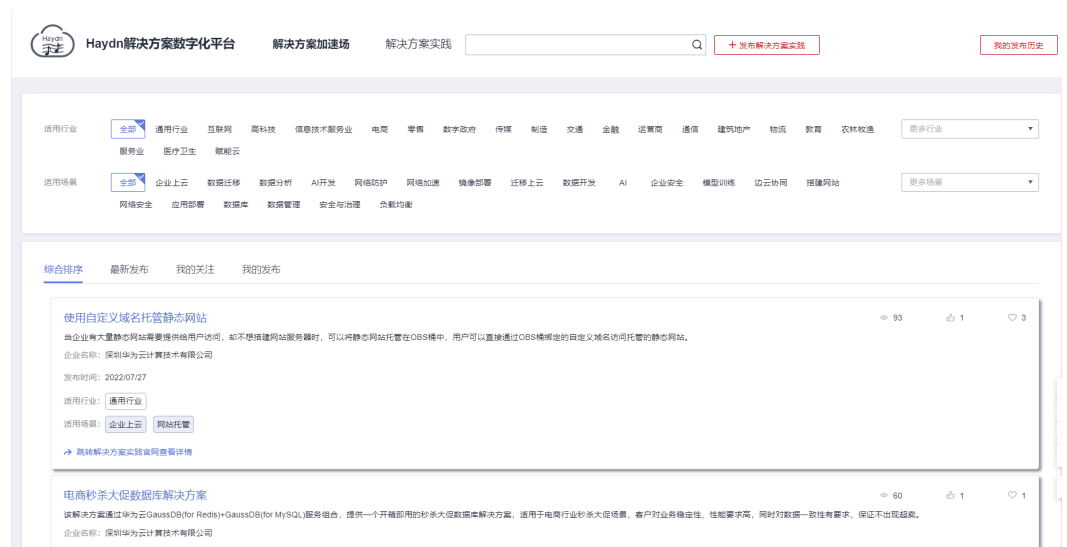 Haydn
Haydn解决方案数字化平台 解决方案加速场 解决方案实践 + 发布解决方案实践 我的发布历史
适用行业 全部 通用行业 互联网 高科技 信息技术服务业 电商 零售 数字政府 传媒 制造 交通 金融 运营商 通信 建筑地产 物流 教育 农林牧渔 更多行业
服务业 医疗卫生 赋能云
适用场景 全部 企业上云 数据迁移 数据分析 AI开发 网络防护 网络加速 镜像部署 迁移上云 数据开发 AI 企业安全 模型训练 边云协同 搭建网站 更多场景
网络安全 应用部署 数据库 数据管理 安全与治理 负载均衡
综合排序 最新发布 我的关注 我的发布
使用自定义域名托管静态网站 93 1 3
当企业有大量静态网站需要提供给用户访问，却不想搭建网站服务器时，可以将静态网站托管在OBS桶中，用户可以直接通过OBS桶绑定的自定义域名访问托管的静态网站。
企业名称: 深圳华为云计算技术有限公司
发布时间: 2022/07/27
适用行业: 通用行业
适用场景: 企业上云 网站托管
跳转解决方案实践官网查看详情
电商秒杀大促数据库解决方案 60 1 1
该解决方案通过华为云GaussDB(for Redis)+GaussDB(for MySQL)服务组合，提供一个开箱即用的秒杀大促数据库解决方案，适用于电商行业秒杀大促场景，客户对业务稳定性、性能要求高，同时对数据一致性有要求，保证不出现超卖。
企业名称: 深圳华为云计算技术有限公司